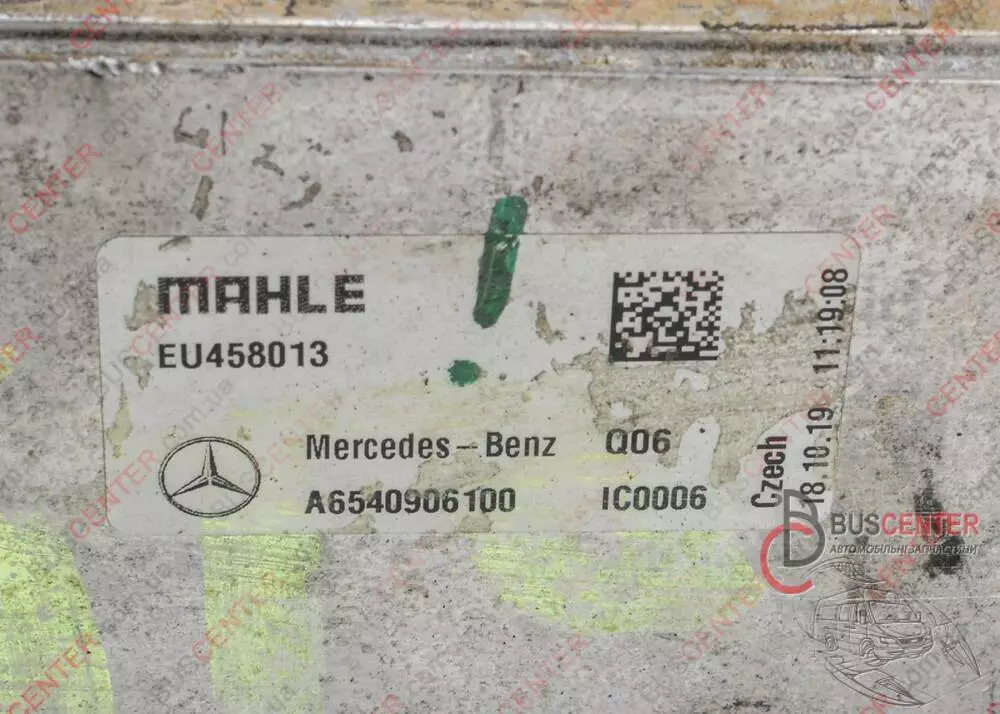 MAHLE
EU458013
Mercedes-Benz Q06
A6540906100 IC0006
Czech
18.10.19 11:19:08
BUSCENTER
АВТОМОБІЛЬНІ ЗАПЧАСТИНИ